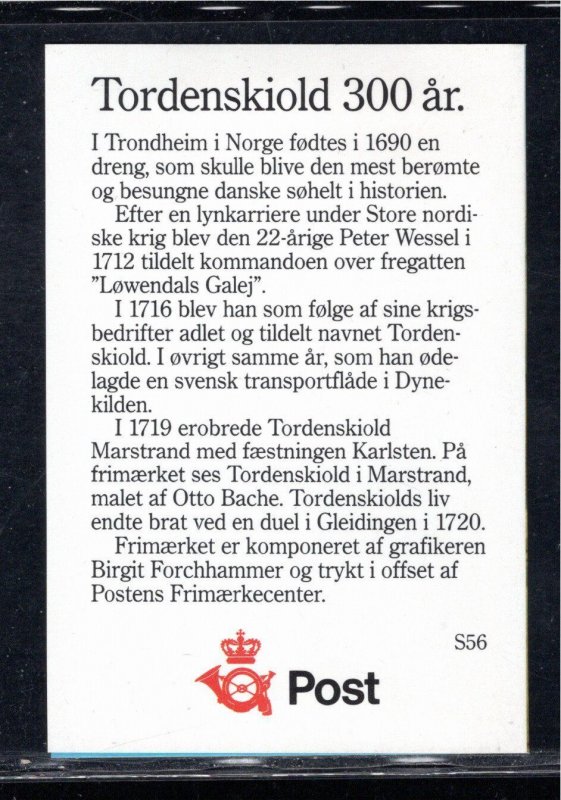 Tordenskiold 300 år.
I Trondheim i Norge fødtes i 1690 en
dreng, som skulle blive den mest berømte
og besungne danske søhelt i historien.
Efter en lynkarriere under Store nordi-
ske krig blev den 22-årige Peter Wessel i
1712 tildelt kommandoen over fregatten
"Løwendals Galej".
I 1716 blev han som følge af sine krigs-
bedrifter adlet og tildelt navnet Torden-
skiold. I øvrigt samme år, som han øde-
lagde en svensk transportflåde i Dyne-
kilden.
I 1719 erobrede Tordenskiold
Marstrand med fæstningen Karlsten. På
frimærket ses Tordenskiold i Marstrand,
malet af Otto Bache. Tordenskiolds liv
endte brat ved en duel i Gleidingen i 1720.
Frimærket er komponeret af grafikeren
Birgit Forchhammer og trykt i offset af
Postens Frimærkecenter.
S56
Post